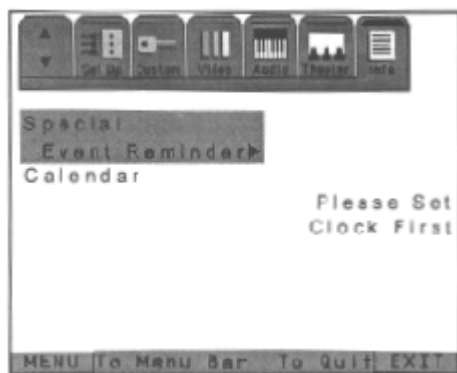 Set Up Custom Video Audio Theater Info
Special
Event Reminder
Calendar
Please Set
Clock First
MENU To Menu Bar To Quit EXIT